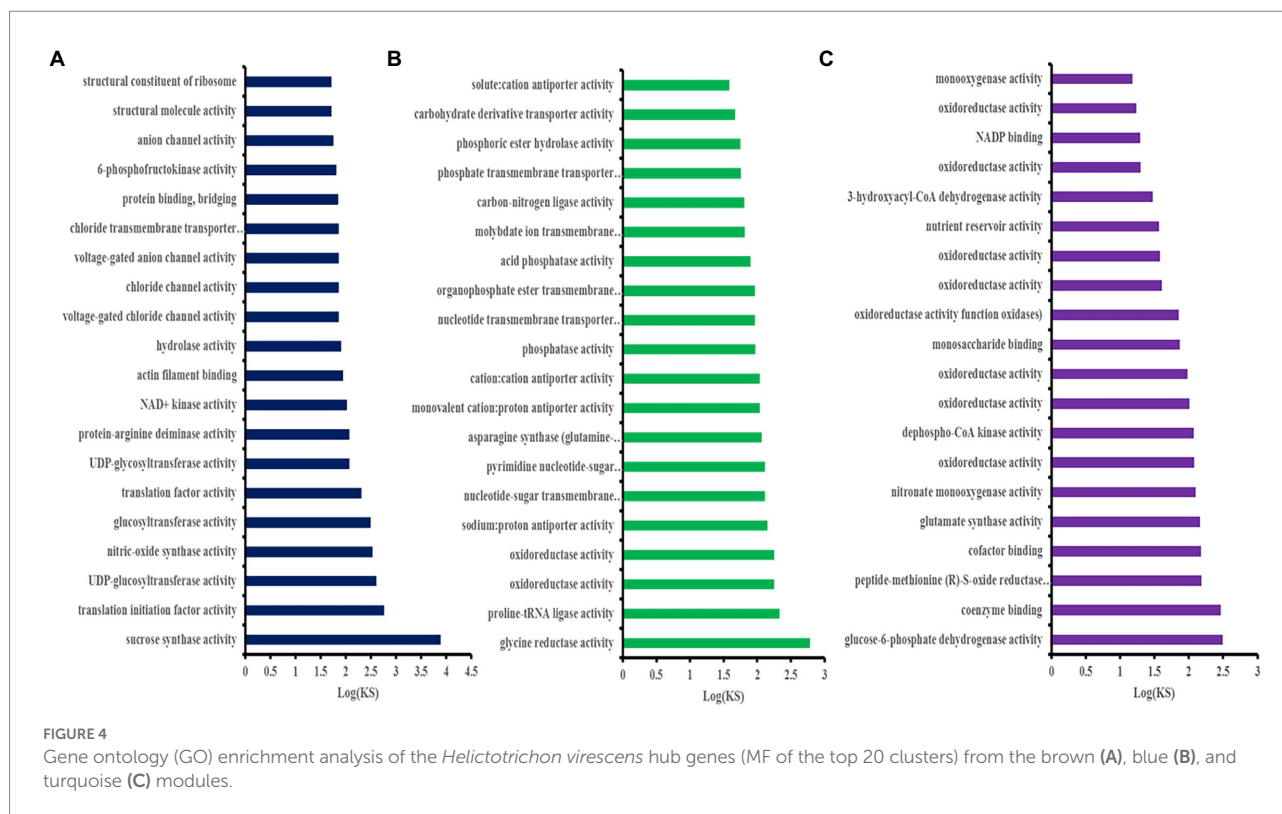 A
structural constituent of ribosome
structural molecule activity
anion channel activity
6-phosphofructokinase activity
protein binding, bridging
chloride transmembrane transporter..
voltage-gated anion channel activity
chloride channel activity
voltage-gated chloride channel activity
hydrolase activity
actin filament binding
NAD+ kinase activity
protein-arginine deiminase activity
UDP-glycosyltransferase activity
translation factor activity
glucosyltransferase activity
nitric-oxide synthase activity
UDP-glucosyltransferase activity
translation initiation factor activity
sucrose synthase activity
0 0.5 1 1.5 2 2.5 3 3.5 4 4.5
Log(KS)
B
solute:cation antiporter activity
carbohydrate derivative transporter activity
phosphoric ester hydrolase activity
phosphate transmembrane transporter..
carbon-nitrogen ligase activity
molybdate ion transmembrane..
acid phosphatase activity
organophosphate ester transmembrane..
nucleotide transmembrane transporter..
phosphatase activity
cation:cation antiporter activity
monovalent cation:proton antiporter activity
asparagine synthase (glutamine-..
pyrimidine nucleotide-sugar..
nucleotide-sugar transmembrane..
sodium:proton antiporter activity
oxidoreductase activity
oxidoreductase activity
proline-tRNA ligase activity
glycine reductase activity
0 0.5 1 1.5 2 2.5 3
Log(KS)
C
monooxygenase activity
oxidoreductase activity
NADP binding
oxidoreductase activity
3-hydroxyacyl-CoA dehydrogenase activity
nutrient reservoir activity
oxidoreductase activity
oxidoreductase activity
oxidoreductase activity function oxidases)
monosaccharide binding
oxidoreductase activity
oxidoreductase activity
dephospho-CoA kinase activity
oxidoreductase activity
nitronate monooxygenase activity
glutamate synthase activity
cofactor binding
peptide-methionine (R)-S-oxide reductase..
coenzyme binding
glucose-6-phosphate dehydrogenase activity
0 0.5 1 1.5 2 2.5 3
Log(KS)
FIGURE 4
Gene ontology (GO) enrichment analysis of the Helictotrichon virescens hub genes (MF of the top 20 clusters) from the brown (A), blue (B), and
turquoise (C) modules.